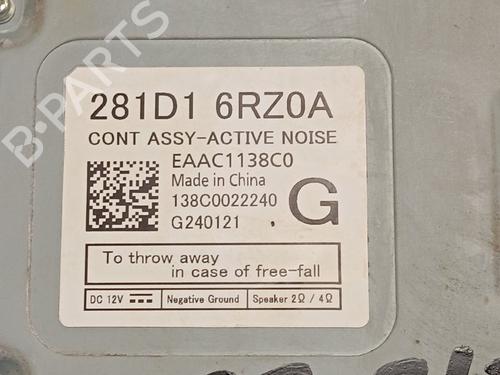 281D1 6RZ0A
CONT ASSY-ACTIVE NOISE
EAAC1138C0
Made in China
138C0022240
G240121
G
To throw away
in case of free-fall
DC 12V
Negative Ground
Speaker 2Ω / 4Ω
B-PARTS